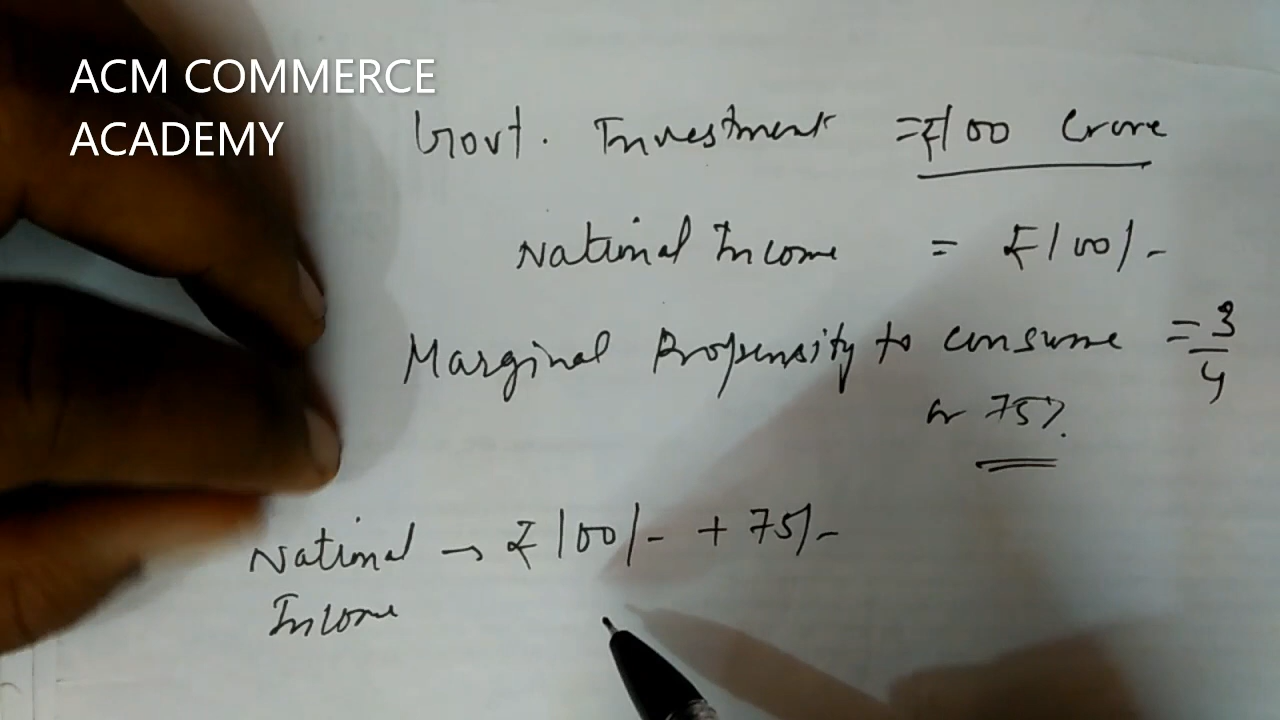 ACM COMMERCE
ACADEMY
Govt. Investment =₹100 Crore
National Income = ₹100/-
Marginal Propensity to consume = 3/4
or 75%.
National → ₹100/- + 75/-
Income